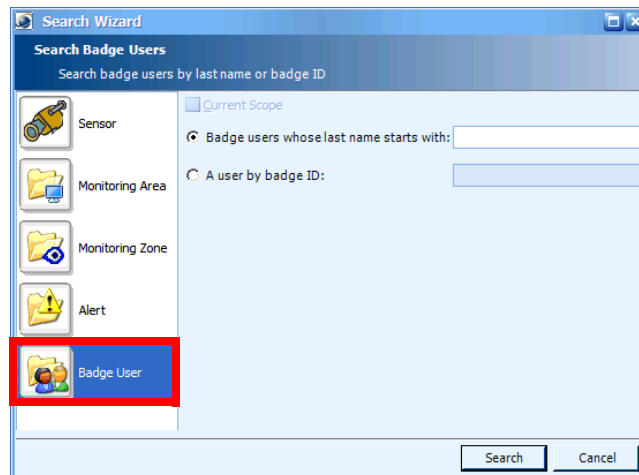 Search Wizard
Search Badge Users
Search badge users by last name or badge ID
Sensor
Monitoring Area
Monitoring Zone
Alert
Badge User
Current Scope
Badge users whose last name starts with:
A user by badge ID:
Search
Cancel